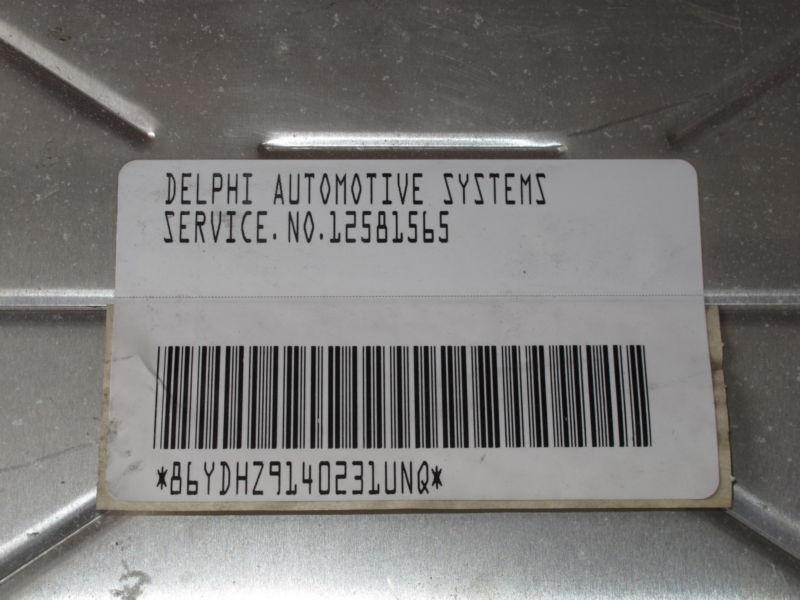 DELPHI AUTOMOTIVE SYSTEMS
SERVICE.NO.12581565
*86YDHZ9140231UNQ*